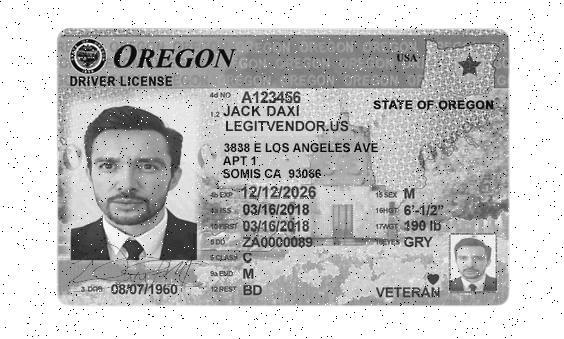 OREGON
USA
DRIVER LICENSE
STATE OF OREGON
4d NO A123456
1,2 JACK DAXI
LEGITVENDOR.US
3838 E LOS ANGELES AVE
APT 1
SOMIS CA 93066
4b EXP 12/12/2026
4a ISS 03/16/2018
10 FIRST 03/16/2018
5 DD ZA0000089
9 CLASS C
9a END M
12 REST BD
15 SEX M
16 HGT 6'-1/2"
17 WGT 190 lb
18 EYES GRY
3 DOB 08/07/1960
VETERAN